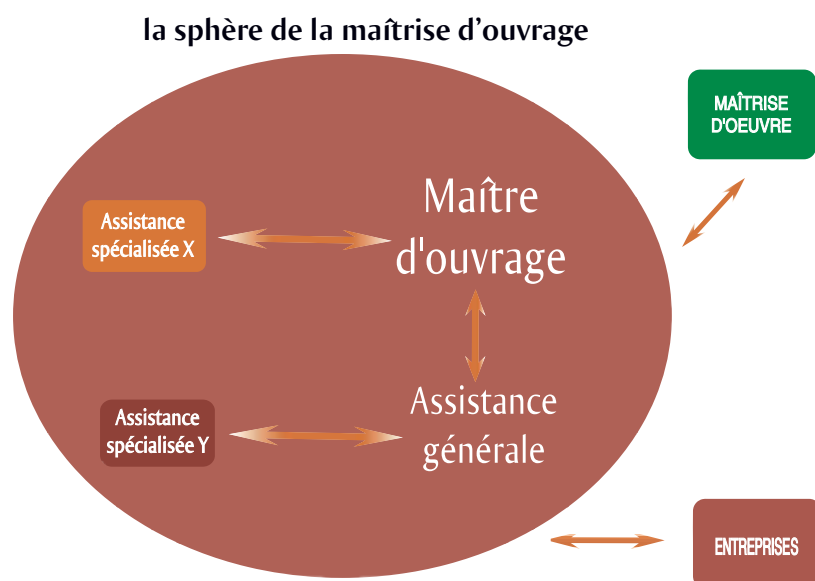 la sphère de la maîtrise d’ouvrage
MAÎTRISE
D'OEUVRE
Maître
d'ouvrage
Assistance
spécialisée X
Assistance
générale
Assistance
spécialisée Y
ENTREPRISES